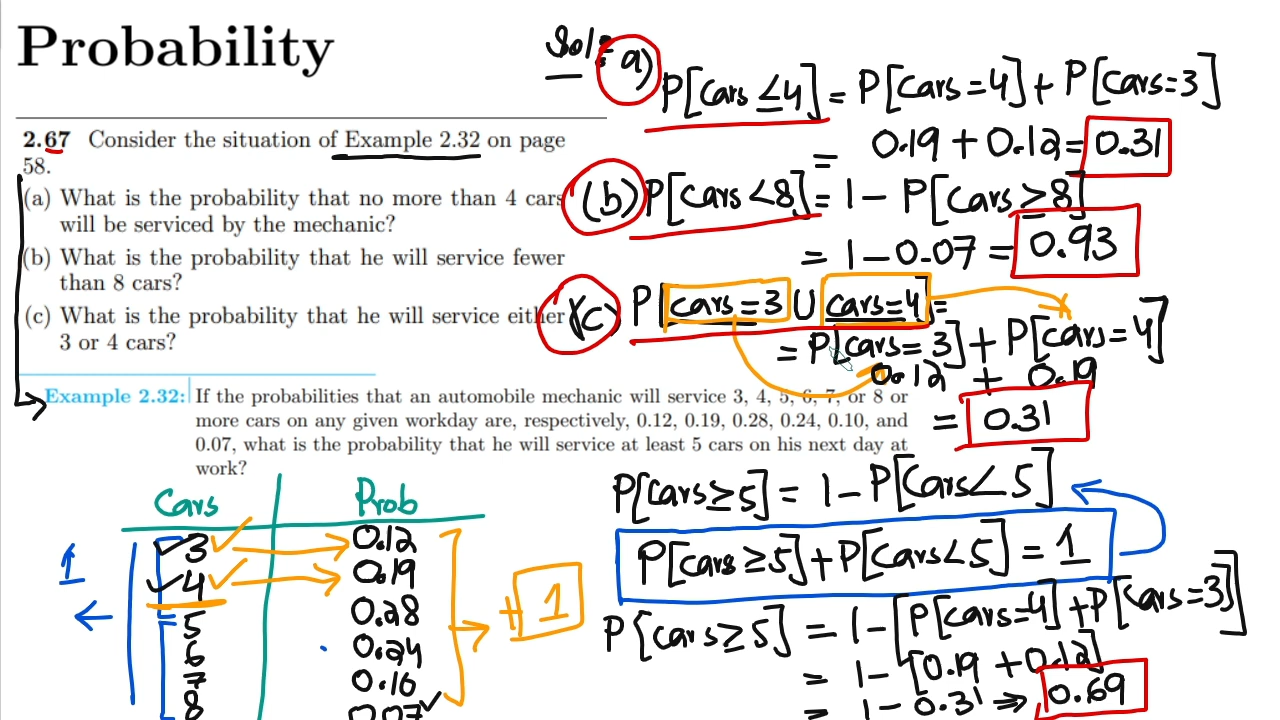 Probability
2.67 Consider the situation of Example 2.32 on page
58.
(a) What is the probability that no more than 4 cars
will be serviced by the mechanic?
(b) What is the probability that he will service fewer
than 8 cars?
(c) What is the probability that he will service either
3 or 4 cars?
Example 2.32: If the probabilities that an automobile mechanic will service 3, 4, 5, 6, 7, or 8 or
more cars on any given workday are, respectively, 0.12, 0.19, 0.28, 0.24, 0.10, and
0.07, what is the probability that he will service at least 5 cars on his next day at
work?
Cars Prob
3 0.12
4 0.19
5 0.28
6 0.24
7 0.10
8 0.07
1
+ 1
Sol:
a) P[Cars ≤ 4] = P[Cars = 4] + P[Cars = 3]
= 0.19 + 0.12 = 0.31
(b) P[Cars < 8] = 1 - P[Cars ≥ 8]
= 1 - 0.07 = 0.93
(c) P[cars = 3 U cars = 4] =
= P[cars = 3] + P[cars = 4]
0.12 + 0.19
= 0.31
P[Cars ≥ 5] = 1 - P[Cars < 5]
P[cars ≥ 5] + P[cars < 5] = 1
P[cars ≥ 5] = 1 - [P[cars = 4] + P[cars = 3]]
= 1 - [0.19 + 0.12]
= 1 - 0.31 ⇒ 0.69